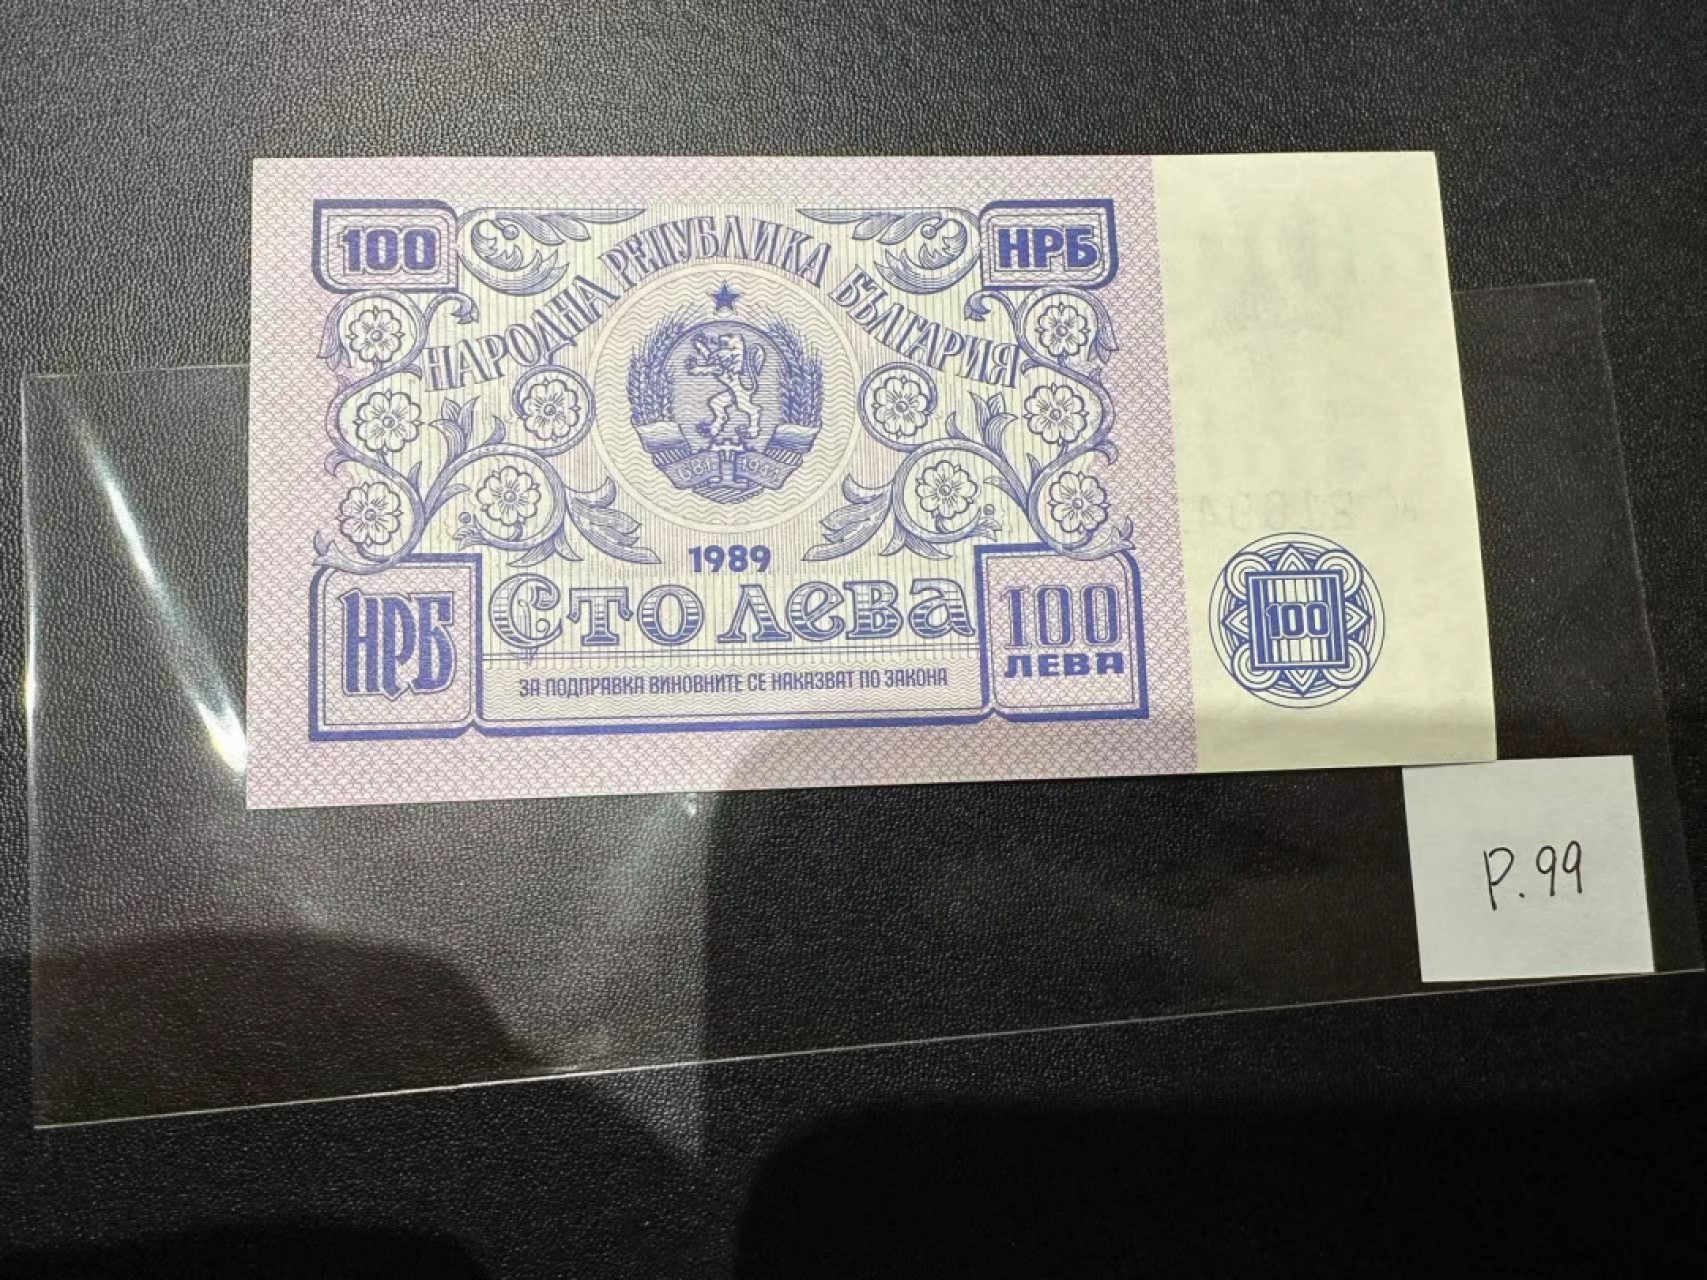 100
НРБ
НАРОДНА РЕПУБЛИКА БЪЛГАРИЯ
681 1944
1989
Сто лева
НРБ
100
ЛЕВА
ЗА ПОДПРАВКА ВИНОВНИТЕ СЕ НАКАЗВАТ ПО ЗАКОНА
100
P.99